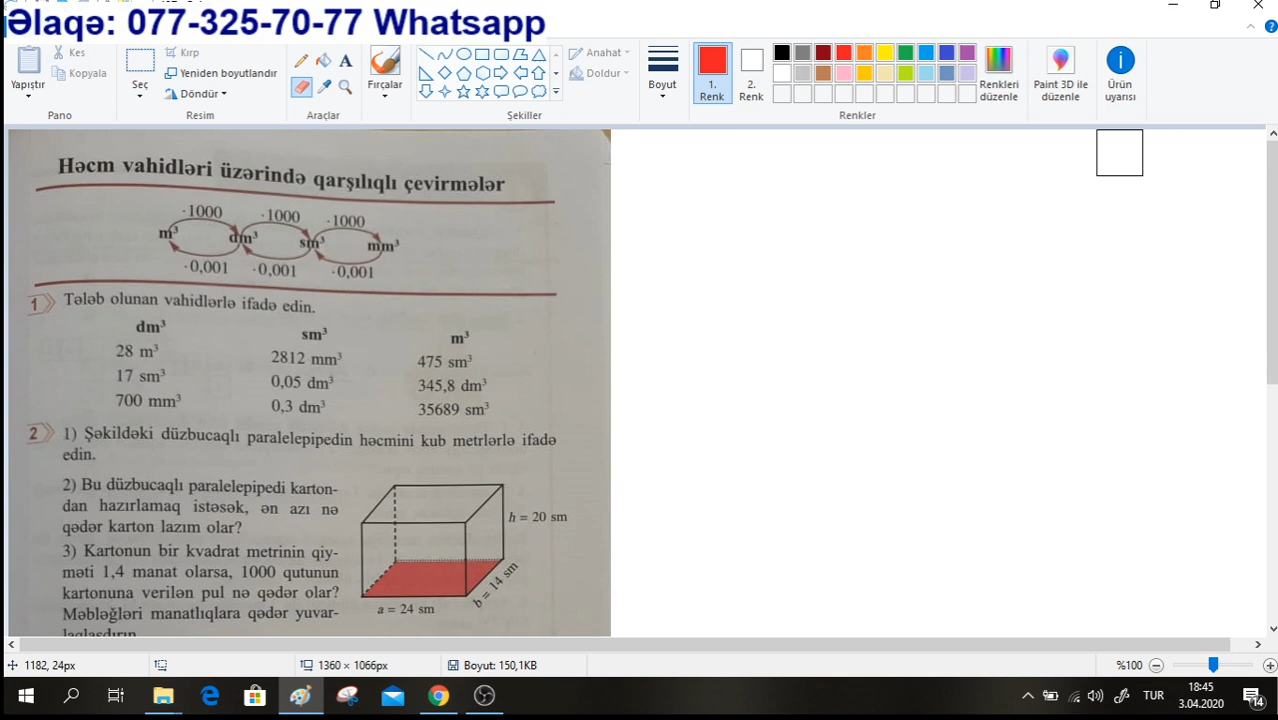 Əlaqə: 077-325-70-77 Whatsapp
Yapıştır
Kes
Kopyala
Pano
Seç
Kırp
Yeniden boyutlandır
Döndür
Resim
A
Araçlar
Fırçalar
Anahat
Doldur
Şekiller
Boyut
1. Renk
2. Renk
Renkleri düzenle
Renkler
Paint 3D ile düzenle
Ürün uyarısı
Həcm vahidləri üzərində qarşılıqlı çevirmələr
·1000 ·1000 ·1000
m³ dm³ sm³ mm³
·0,001 ·0,001 ·0,001
1 Tələb olunan vahidlərlə ifadə edin.
dm³ sm³ m³
28 m³ 2812 mm³ 475 sm³
17 sm³ 0,05 dm³ 345,8 dm³
700 mm³ 0,3 dm³ 35689 sm³
2 1) Şəkildəki düzbucaqlı paralelepipedin həcmini kub metrlərlə ifadə
edin.
2) Bu düzbucaqlı paralelepipedi karton-
dan hazırlamaq istəsək, ən azı nə
qədər karton lazım olar?
3) Kartonun bir kvadrat metrinin qiy-
məti 1,4 manat olarsa, 1000 qutunun
kartonuna verilən pul nə qədər olar?
Məbləğləri manatlıqlara qədər yuvar-
laqlaşdırın
h = 20 sm
b = 14 sm
a = 24 sm
1182, 24px
1360 × 1066px
Boyut: 150,1KB
%100
TUR
18:45
3.04.2020
14